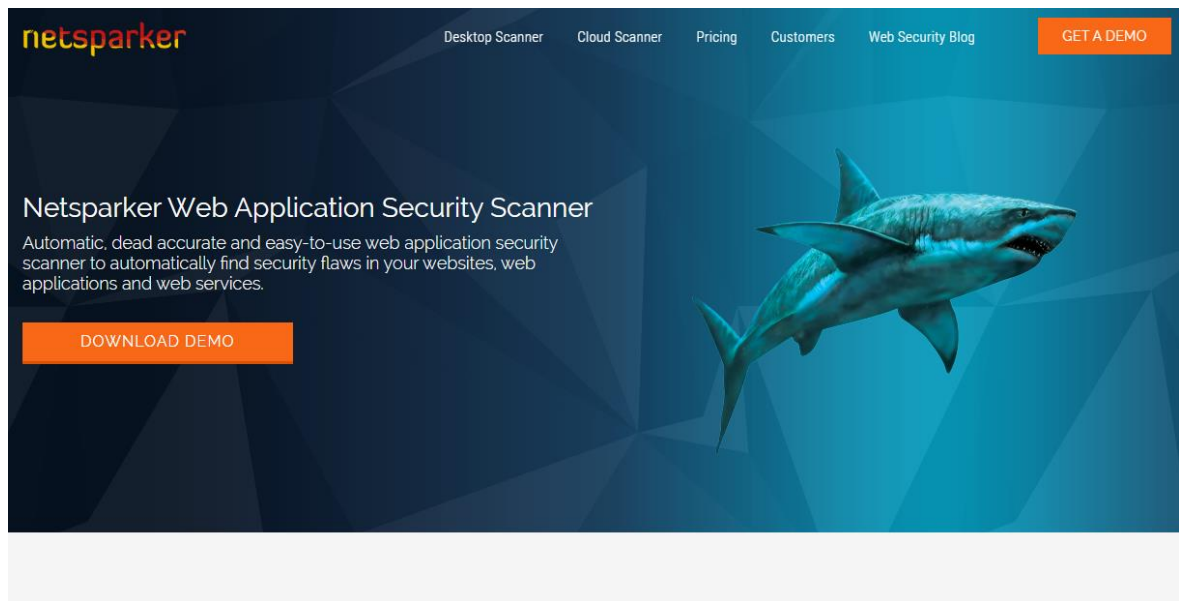 netsparker
Desktop Scanner Cloud Scanner Pricing Customers Web Security Blog GET A DEMO
Netsparker Web Application Security Scanner
Automatic, dead accurate and easy-to-use web application security
scanner to automatically find security flaws in your websites, web
applications and web services.
DOWNLOAD DEMO